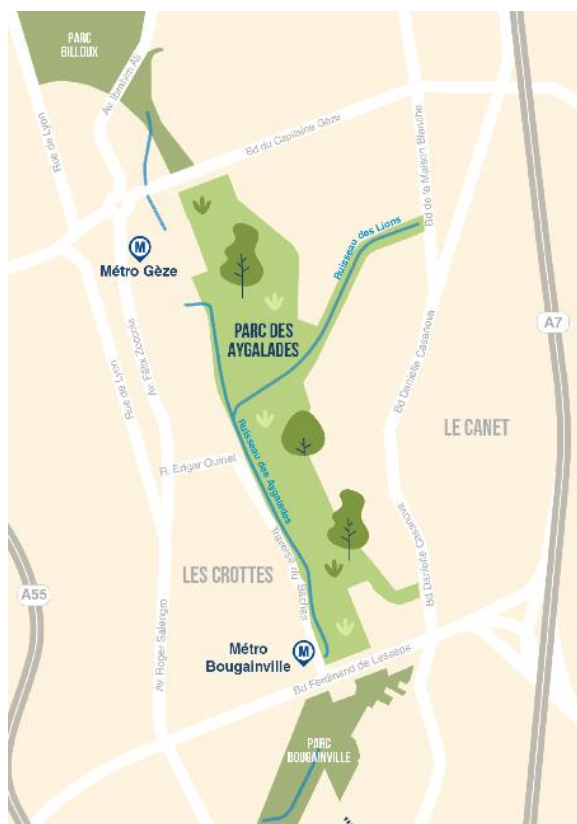 PARC
BILLOUX
Av. Ibrahim Ali
Rue de Lyon
Bd du Capitaine Gèze
Bd de la Maison Blanche
M
Métro Gèze
Ruisseau des Lions
A7
PARC DES
AYGALADES
Av. Félix Zoccola
Rue de Lyon
Bd Danielle Casanova
LE CANET
R. Edgar Quinet
Ruisseau des Aygalades
Traverse du Bachas
LES CROTTES
A55
Bd Danielle Casanova
Av. Roger Salengro
Métro
Bougainville
M
Bd Ferdinand de Lesseps
PARC
BOUGAINVILLE